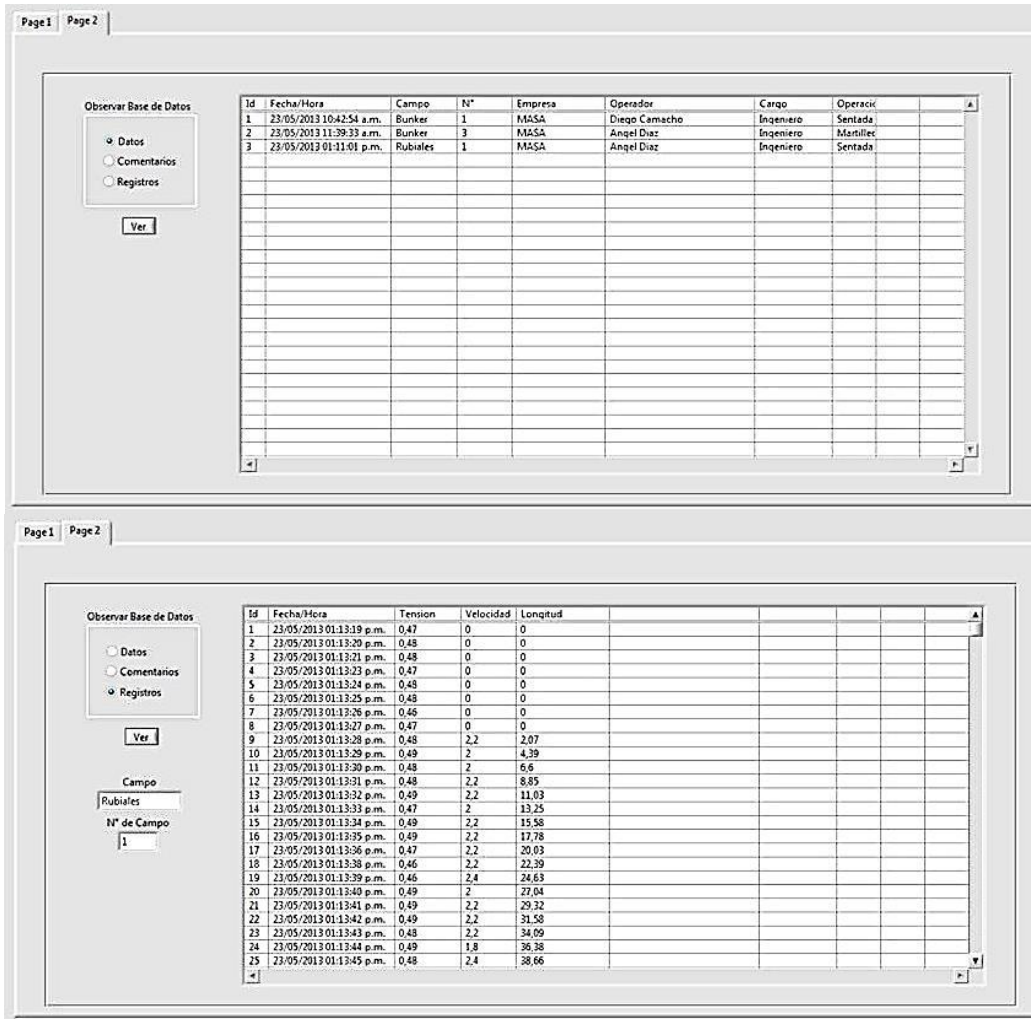 Page 1 Page 2
Observar Base de Datos
Datos
Comentarios
Registros
Ver
Id Fecha/Hora Campo N° Empresa Operador Cargo Operació
1 23/05/2013 10:42:54 a.m. Bunker 1 MASA Diego Camacho Ingeniero Sentada
2 23/05/2013 11:39:33 a.m. Bunker 3 MASA Angel Diaz Ingeniero Martillec
3 23/05/2013 01:11:01 p.m. Rubiales 1 MASA Angel Diaz Ingeniero Sentada
Page 1 Page 2
Observar Base de Datos
Datos
Comentarios
Registros
Ver
Campo
Rubiales
N° de Campo
1
Id Fecha/Hora Tension Velocidad Longitud
1 23/05/2013 01:13:19 p.m. 0,47 0 0
2 23/05/2013 01:13:20 p.m. 0,48 0 0
3 23/05/2013 01:13:21 p.m. 0,48 0 0
4 23/05/2013 01:13:23 p.m. 0,47 0 0
5 23/05/2013 01:13:24 p.m. 0,48 0 0
6 23/05/2013 01:13:25 p.m. 0,48 0 0
7 23/05/2013 01:13:26 p.m. 0,46 0 0
8 23/05/2013 01:13:27 p.m. 0,47 0 0
9 23/05/2013 01:13:28 p.m. 0,48 2,2 2,07
10 23/05/2013 01:13:29 p.m. 0,49 2 4,39
11 23/05/2013 01:13:30 p.m. 0,48 2 6,6
12 23/05/2013 01:13:31 p.m. 0,48 2,2 8,85
13 23/05/2013 01:13:32 p.m. 0,49 2,2 11,03
14 23/05/2013 01:13:33 p.m. 0,47 2 13,25
15 23/05/2013 01:13:34 p.m. 0,49 2,2 15,58
16 23/05/2013 01:13:35 p.m. 0,49 2,2 17,78
17 23/05/2013 01:13:36 p.m. 0,47 2,2 20,03
18 23/05/2013 01:13:38 p.m. 0,46 2,2 22,39
19 23/05/2013 01:13:39 p.m. 0,46 2,4 24,63
20 23/05/2013 01:13:40 p.m. 0,49 2 27,04
21 23/05/2013 01:13:41 p.m. 0,49 2,2 29,32
22 23/05/2013 01:13:42 p.m. 0,49 2,2 31,58
23 23/05/2013 01:13:43 p.m. 0,48 2,2 34,09
24 23/05/2013 01:13:44 p.m. 0,49 1,8 36,38
25 23/05/2013 01:13:45 p.m. 0,48 2,4 38,66